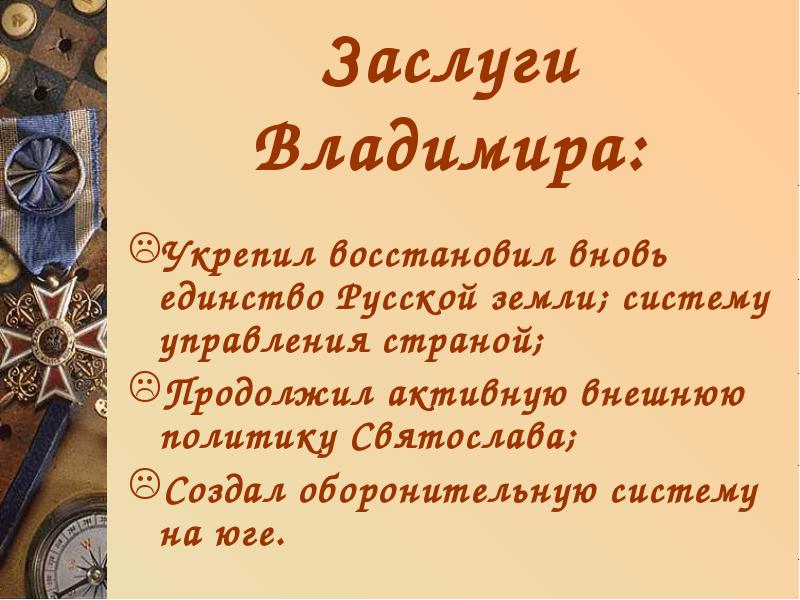 Заслуги
Владимира:
Укрепил восстановил вновь
единство Русской земли; систему
управления страной;
Продолжил активную внешнюю
политику Святослава;
Создал оборонительную систему
на юге.